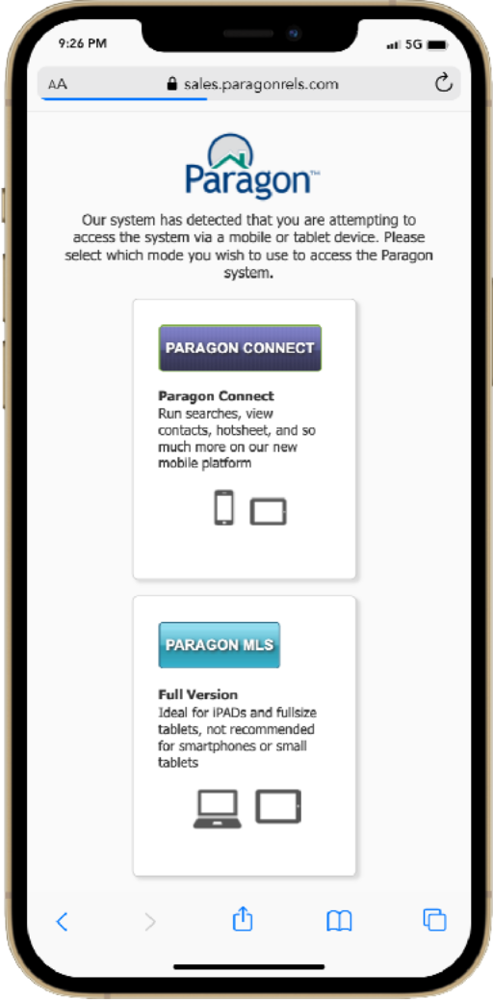 9:26 PM
5G
AA
sales.paragonrels.com
Paragon™
Our system has detected that you are attempting to
access the system via a mobile or tablet device. Please
select which mode you wish to use to access the Paragon
system.
PARAGON CONNECT
Paragon Connect
Run searches, view
contacts, hotsheet, and so
much more on our new
mobile platform
PARAGON MLS
Full Version
Ideal for iPADs and fullsize
tablets, not recommended
for smartphones or small
tablets